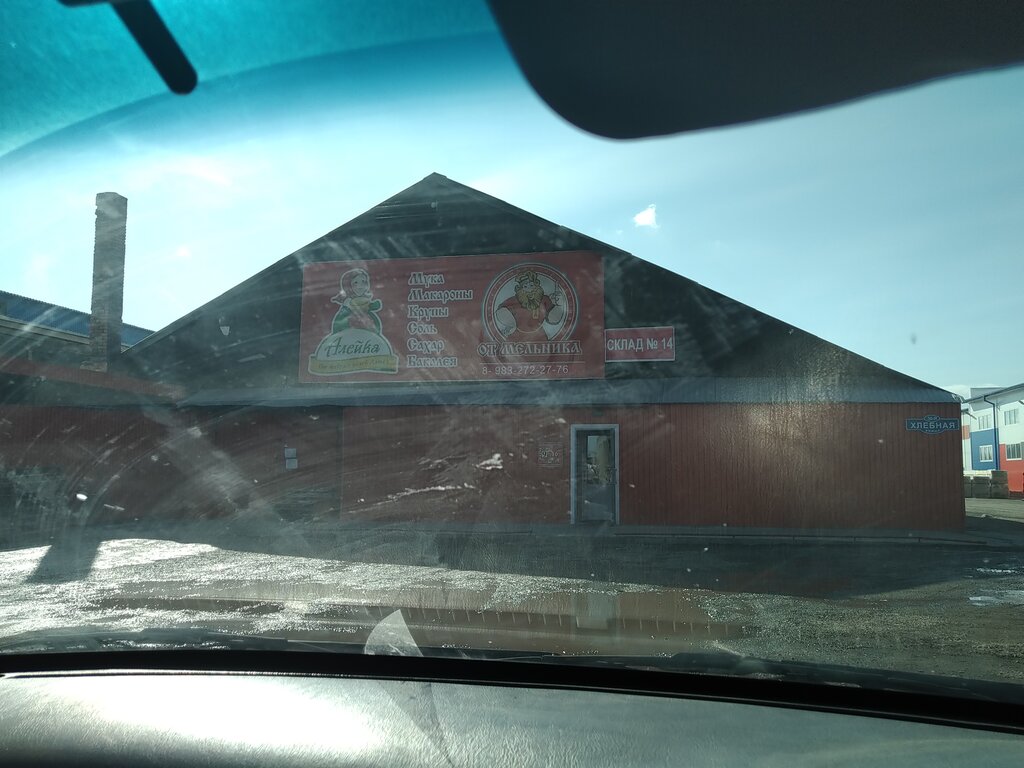 Алейка
Мука
Макароны
Крупы
Соль
Сахар
Бакалея
ОТ МЕЛЬНИКА
8- 983-272-27-76
СКЛАД № 14
ХЛЕБНАЯ